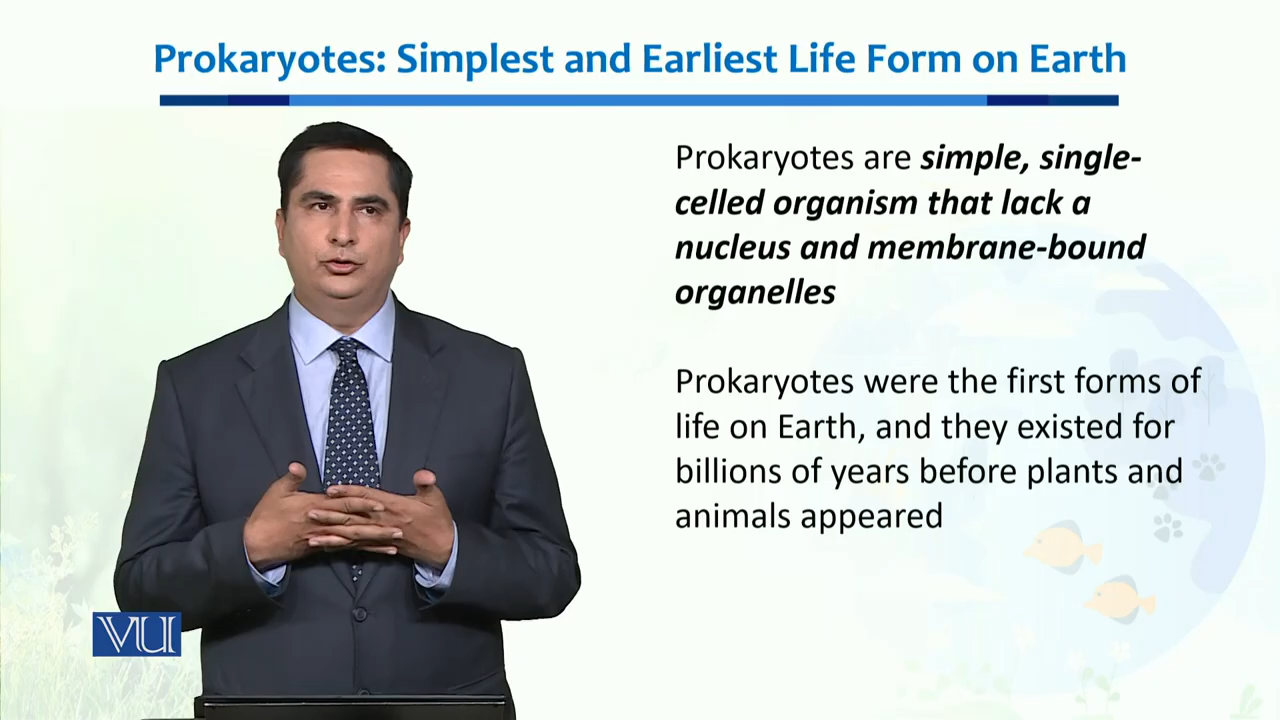 Prokaryotes: Simplest and Earliest Life Form on Earth
Prokaryotes are simple, single-
celled organism that lack a
nucleus and membrane-bound
organelles
Prokaryotes were the first forms of
life on Earth, and they existed for
billions of years before plants and
animals appeared
VU